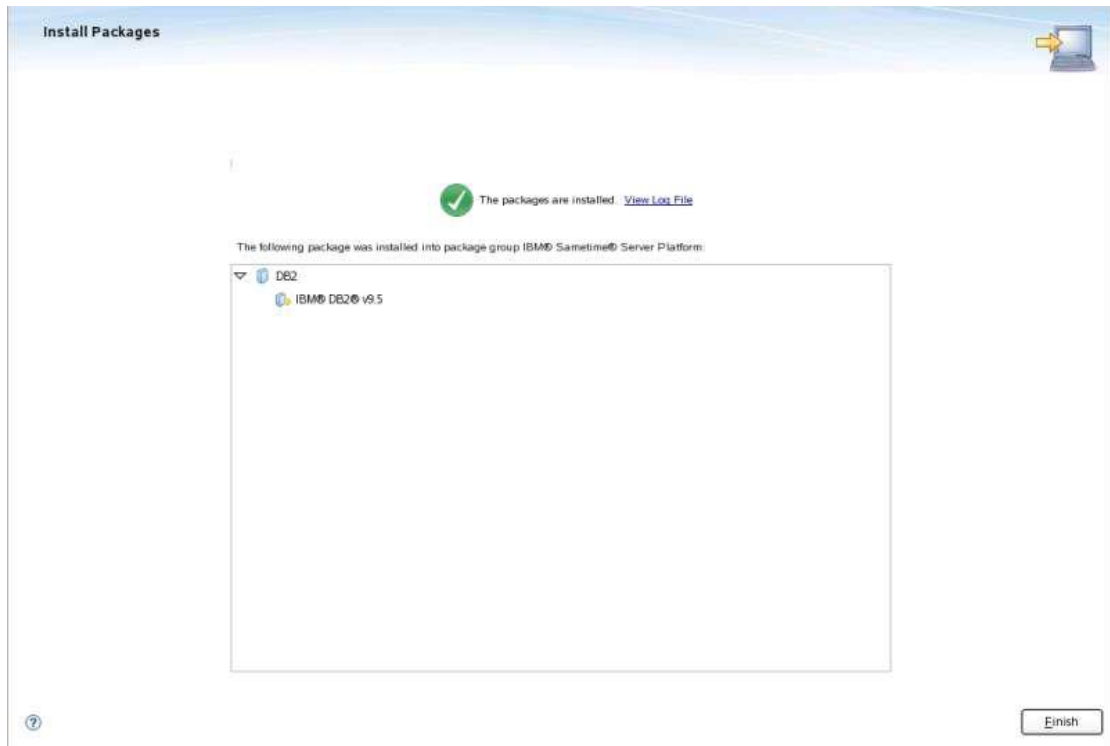 Install Packages
The packages are installed. View Log File
The following package was installed into package group IBM® Sametime® Server Platform:
DB2
IBM® DB2® v9.5
?
Finish